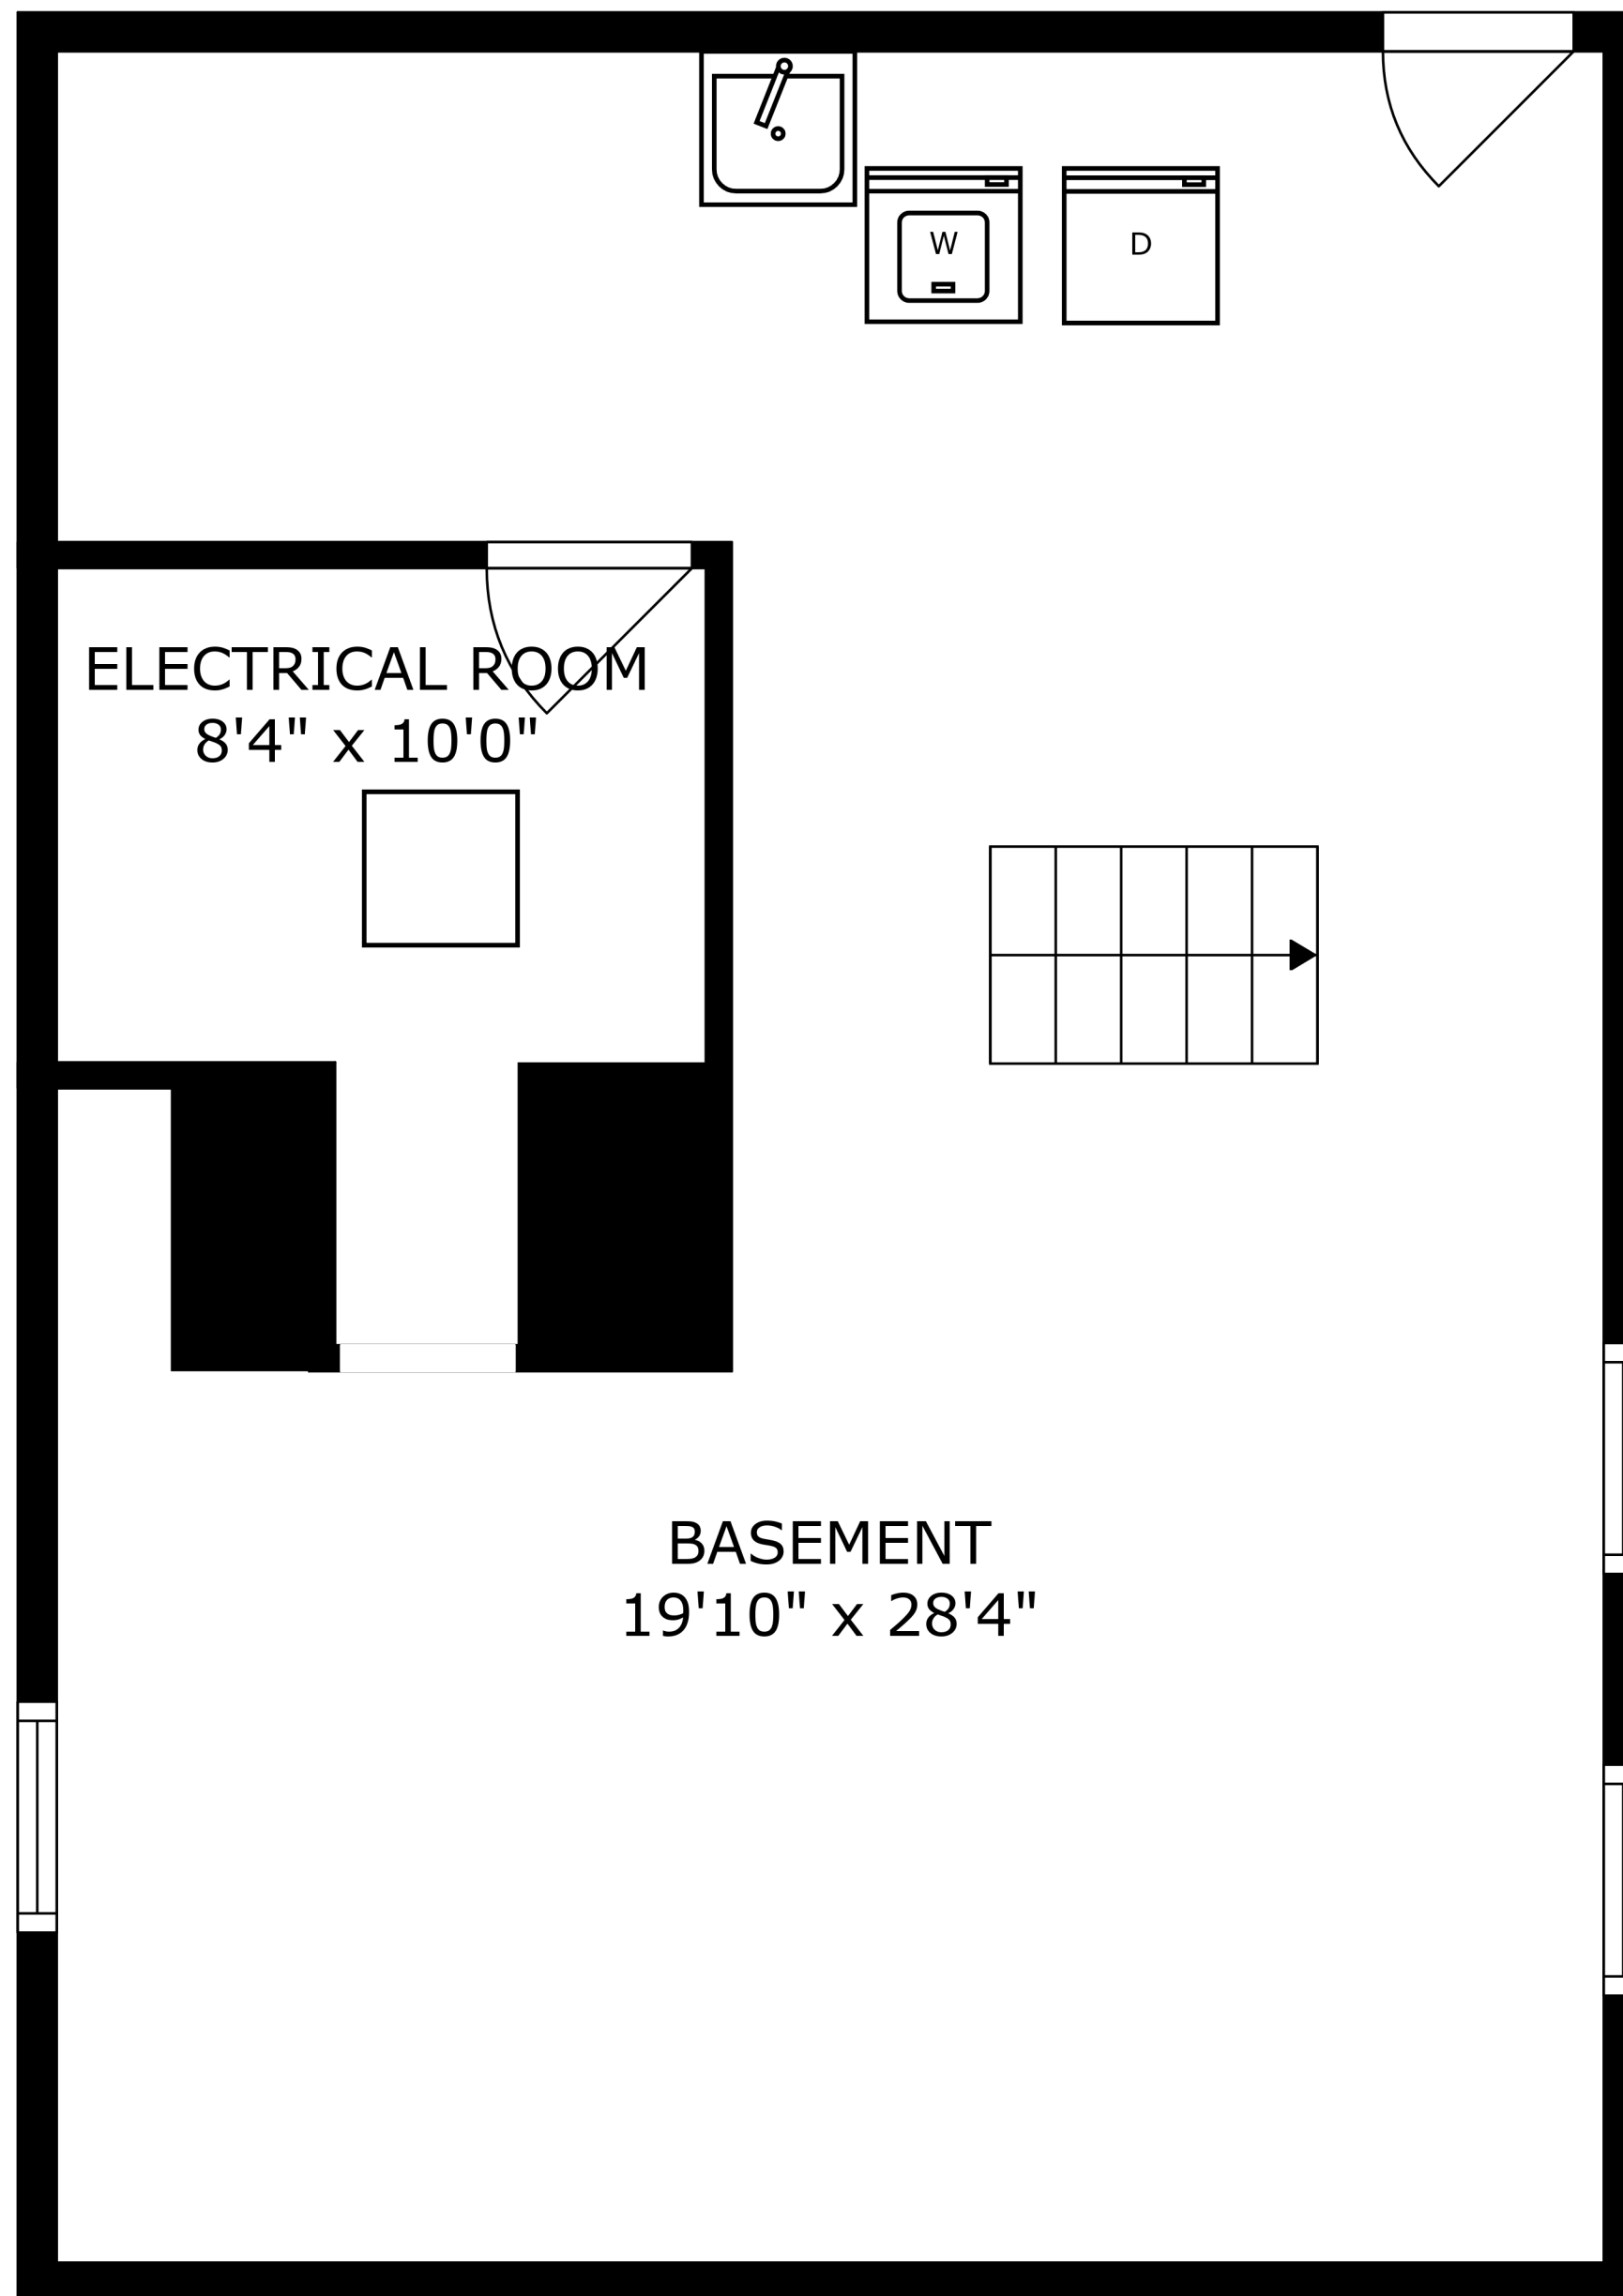 W
D
ELECTRICAL ROOM
8'4" x 10'0"
BASEMENT
19'10" x 28'4"